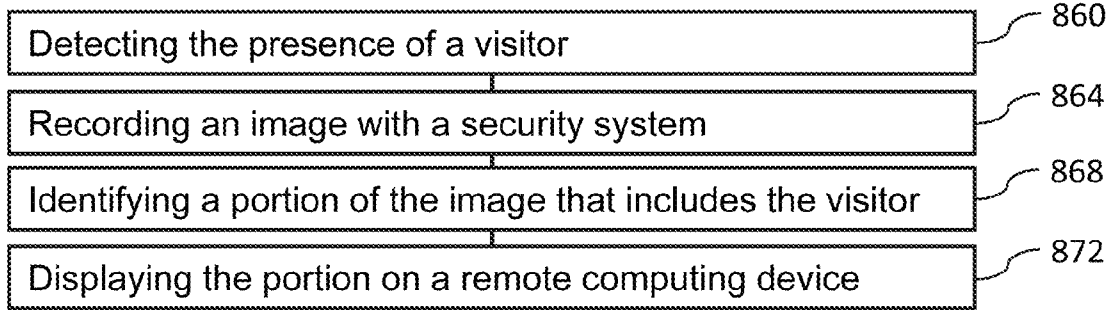 Detecting the presence of a visitor 860
Recording an image with a security system 864
Identifying a portion of the image that includes the visitor 868
Displaying the portion on a remote computing device 872